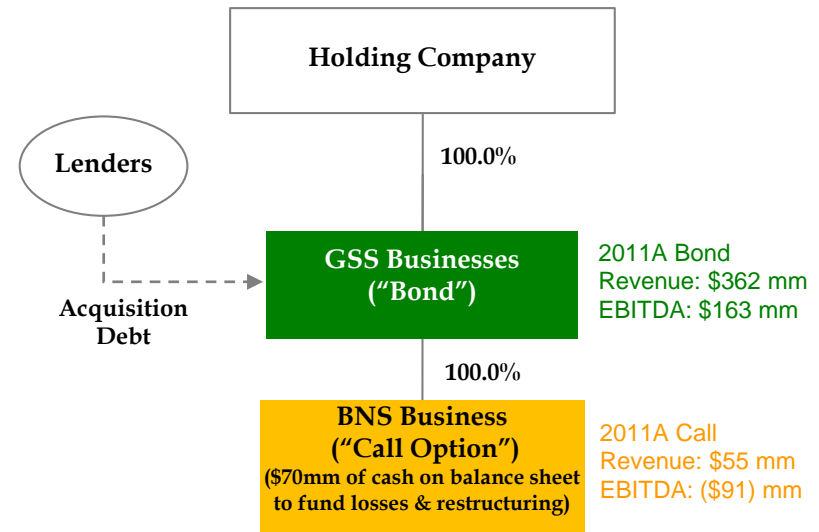 Holding Company
100.0%
Lenders
Acquisition
Debt
GSS Businesses
(“Bond”)
2011A Bond
Revenue: $362 mm
EBITDA: $163 mm
100.0%
BNS Business
(“Call Option”)
($70mm of cash on balance sheet
to fund losses & restructuring)
2011A Call
Revenue: $55 mm
EBITDA: ($91) mm